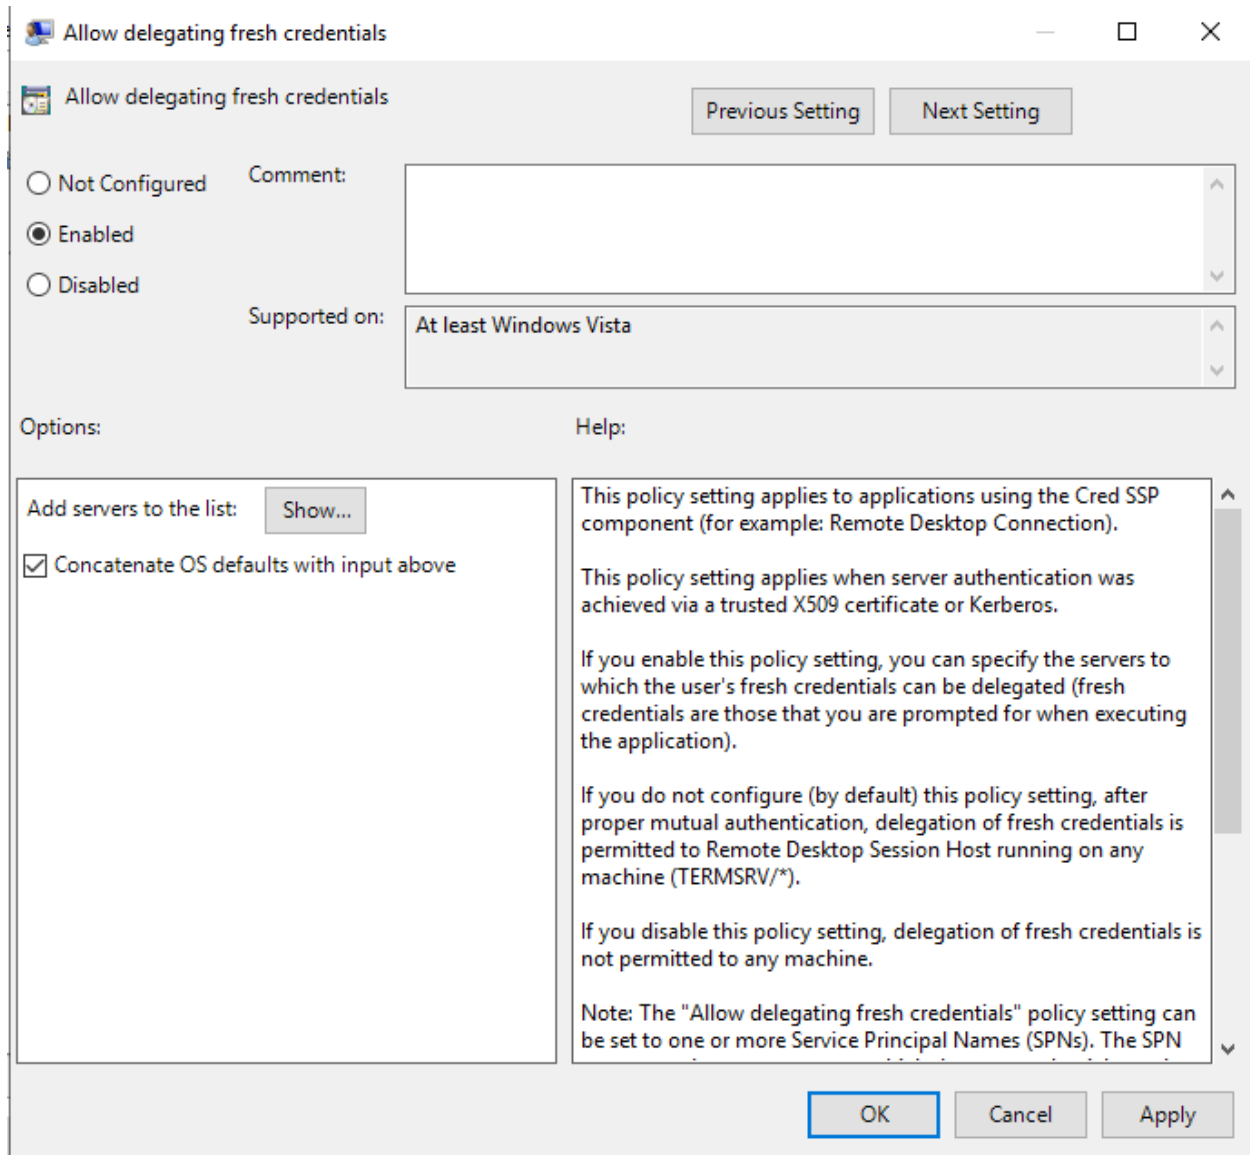 Allow delegating fresh credentials
Allow delegating fresh credentials
Previous Setting
Next Setting
Not Configured
Comment:
Enabled
Disabled
Supported on:
At least Windows Vista
Options:
Help:
Add servers to the list:
Show...
Concatenate OS defaults with input above
This policy setting applies to applications using the Cred SSP
component (for example: Remote Desktop Connection).
This policy setting applies when server authentication was
achieved via a trusted X509 certificate or Kerberos.
If you enable this policy setting, you can specify the servers to
which the user's fresh credentials can be delegated (fresh
credentials are those that you are prompted for when executing
the application).
If you do not configure (by default) this policy setting, after
proper mutual authentication, delegation of fresh credentials is
permitted to Remote Desktop Session Host running on any
machine (TERMSRV/*).
If you disable this policy setting, delegation of fresh credentials is
not permitted to any machine.
Note: The "Allow delegating fresh credentials" policy setting can
be set to one or more Service Principal Names (SPNs). The SPN
OK
Cancel
Apply